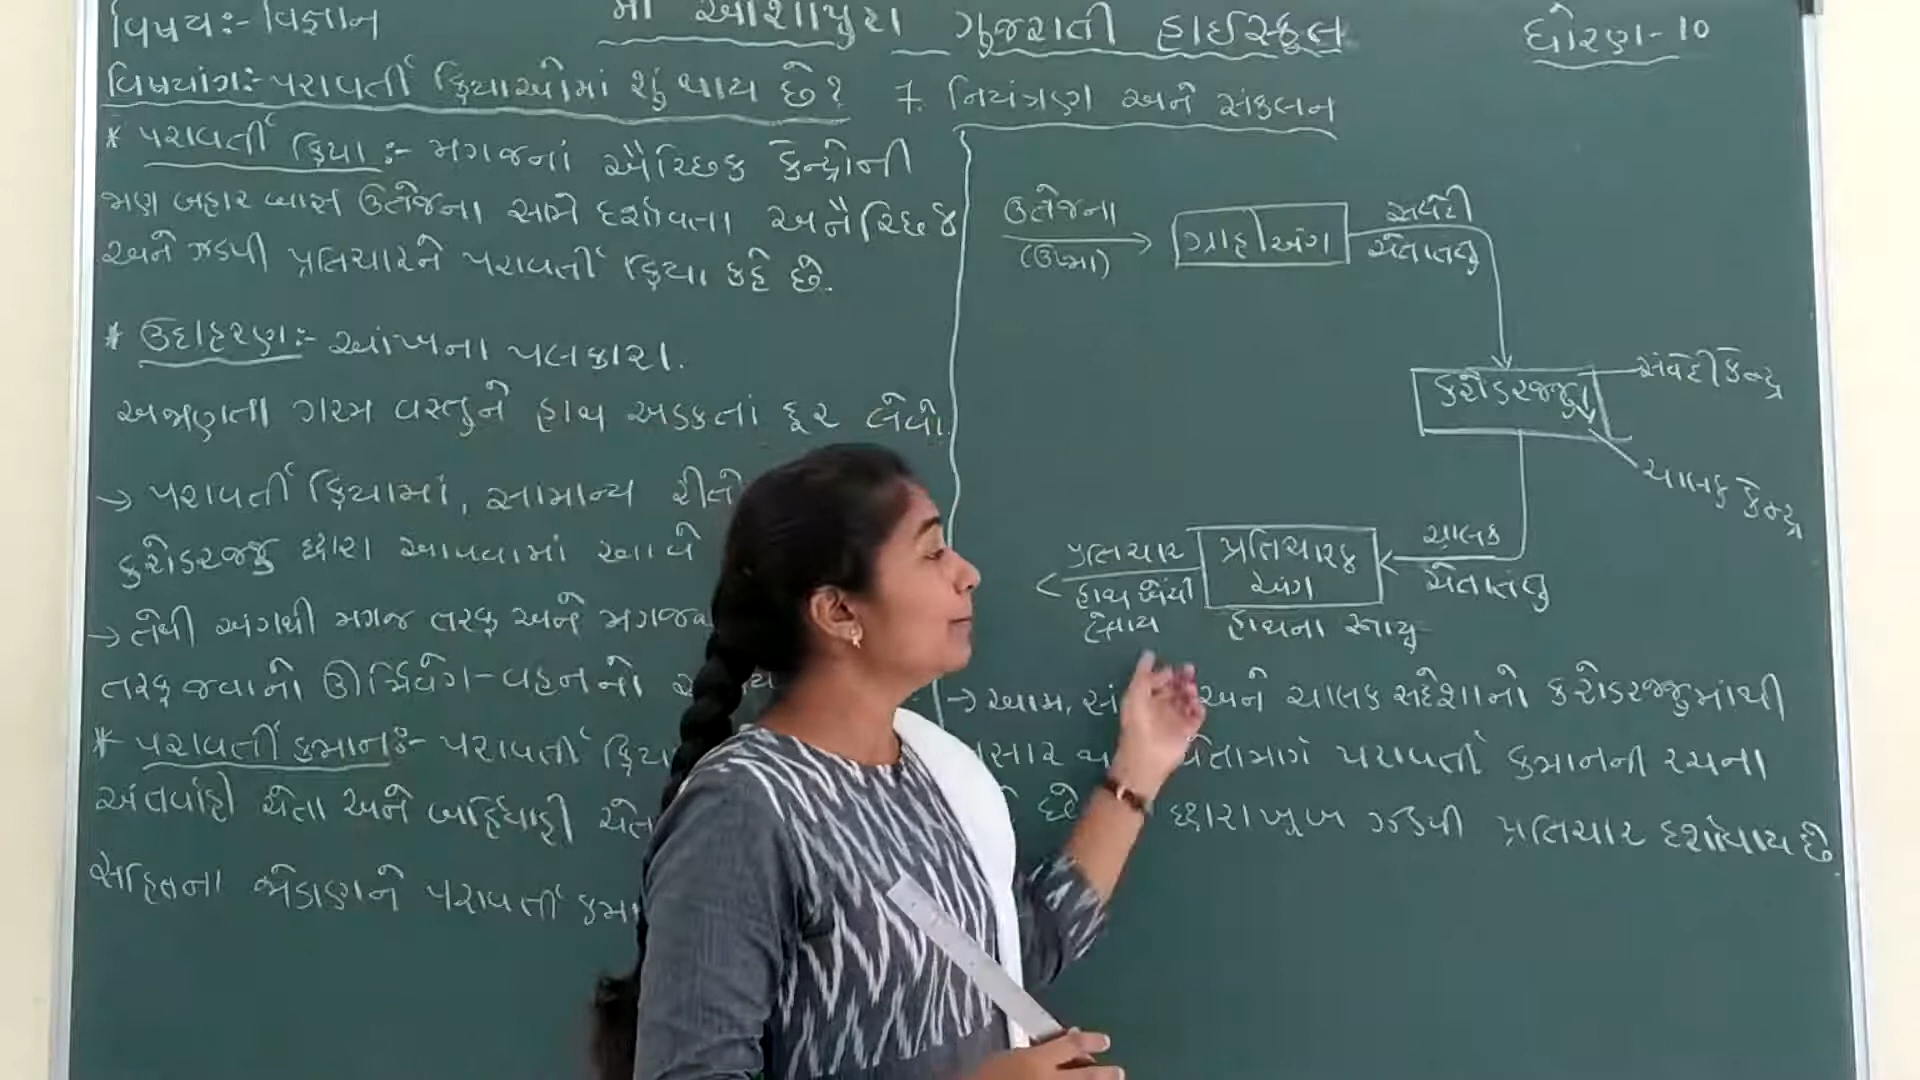 વિષય:- વિજ્ઞાન
મા આશાપુરા ગુજરાતી હાઈસ્કુલ
ધોરણ- 10
વિષયાંગ:- પરાવર્તી ક્રિયાઓમાં શું થાય છે?
7. નિયંત્રણ અને સંકલન
* પરાવર્તી ક્રિયા:- મગજનાં ઐચ્છિક કેન્દ્રોની
જાણ બહાર ખાસ ઉતેજના સામે દર્શાવતા અનૈચ્છિક
અને ઝડપી પ્રતિચારને પરાવર્તી ક્રિયા કહે છે.
* ઉદાહરણ:- આંખના પલકારા.
અજાણતા ગરમ વસ્તુને હાથ અડકતાં દૂર લેવો.
→ પરાવર્તી ક્રિયામાં, સામાન્ય રીતે
કરોડરજ્જુ દ્વારા આપવામાં આવે
→ તેથી અંગથી મગજ તરફ અને
તરફ જવાનો ઊર્મિવેગ-વહનનો
* પરાવર્તી કમાન:- પરાવર્તી
અંતર્વાહી ચેતા અને બહિર્વાહી
સહિતના જોડાણને પરાવર્તી
ઉતેજના
(ઉષ્મા)
ગ્રાહી અંગ
સંવેદી
ચેતાતંતુ
કરોડરજ્જુ
સંવેદી કેન્દ્ર
ચાલક કેન્દ્ર
ચાલક
ચેતાતંતુ
પ્રતિચારક
અંગ
હાથના સ્નાયુ
પ્રતિચાર
હાથ ખેંચી
લેવાય
→ આમ, અને ચાલક સંદેશાનો કરોડરજ્જુમાંથી
ચેતામાર્ગ પરાવર્તી કમાનની રચના
છે દ્વારા ખૂબ ઝડપી પ્રતિચાર દર્શાવાય છે.